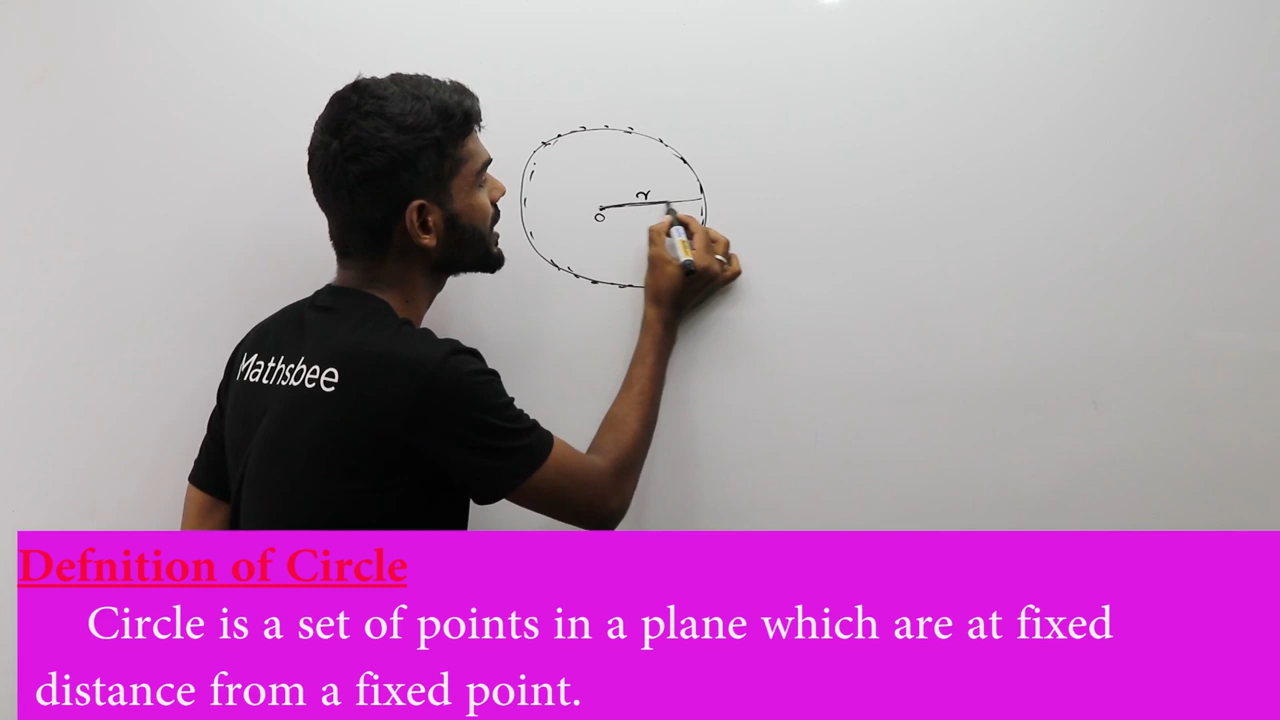 r
o
Mathsbee
Defnition of Circle
Circle is a set of points in a plane which are at fixed
distance from a fixed point.